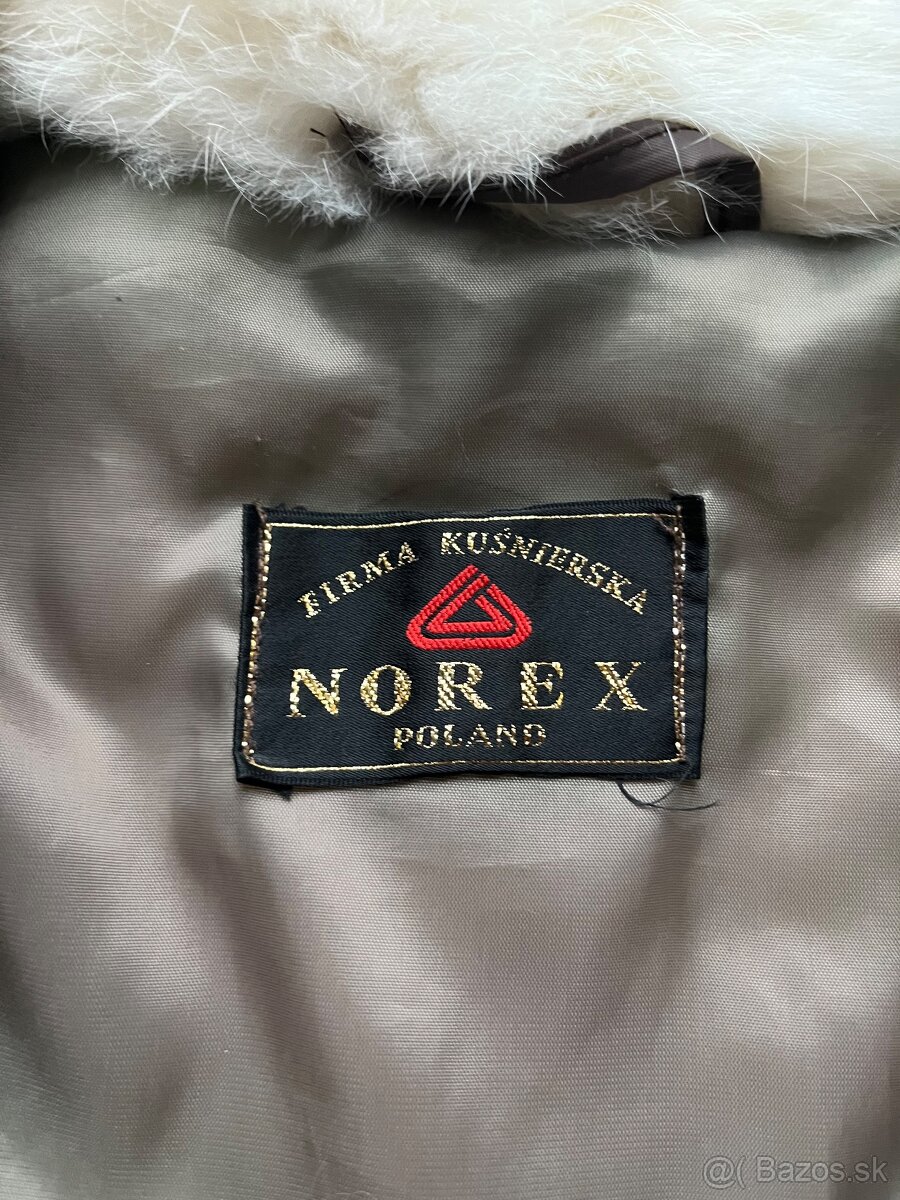 FIRMA KUŚNIERSKA
NOREX
POLAND
@( Bazos.sk